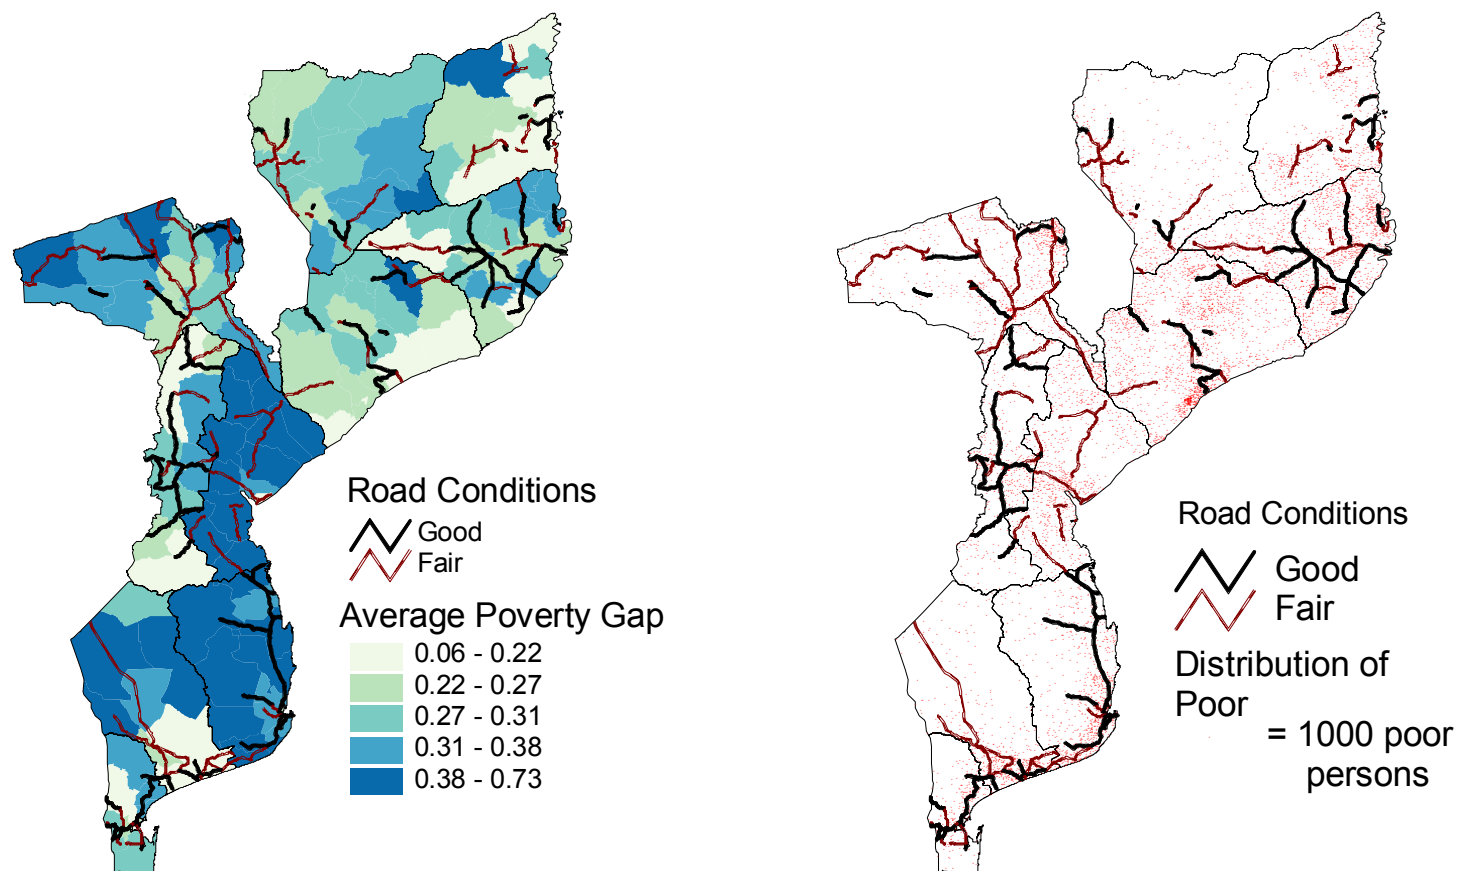 Road Conditions
Good
Fair
Average Poverty Gap
0.06 - 0.22
0.22 - 0.27
0.27 - 0.31
0.31 - 0.38
0.38 - 0.73
Road Conditions
Good
Fair
Distribution of
Poor
= 1000 poor
persons